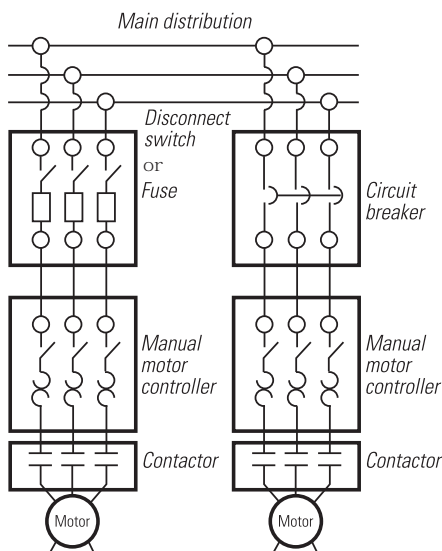 Main distribution
Disconnect
switch
or
Fuse
Circuit
breaker
Manual
motor
controller
Manual
motor
controller
Contactor
Contactor
Motor
Motor